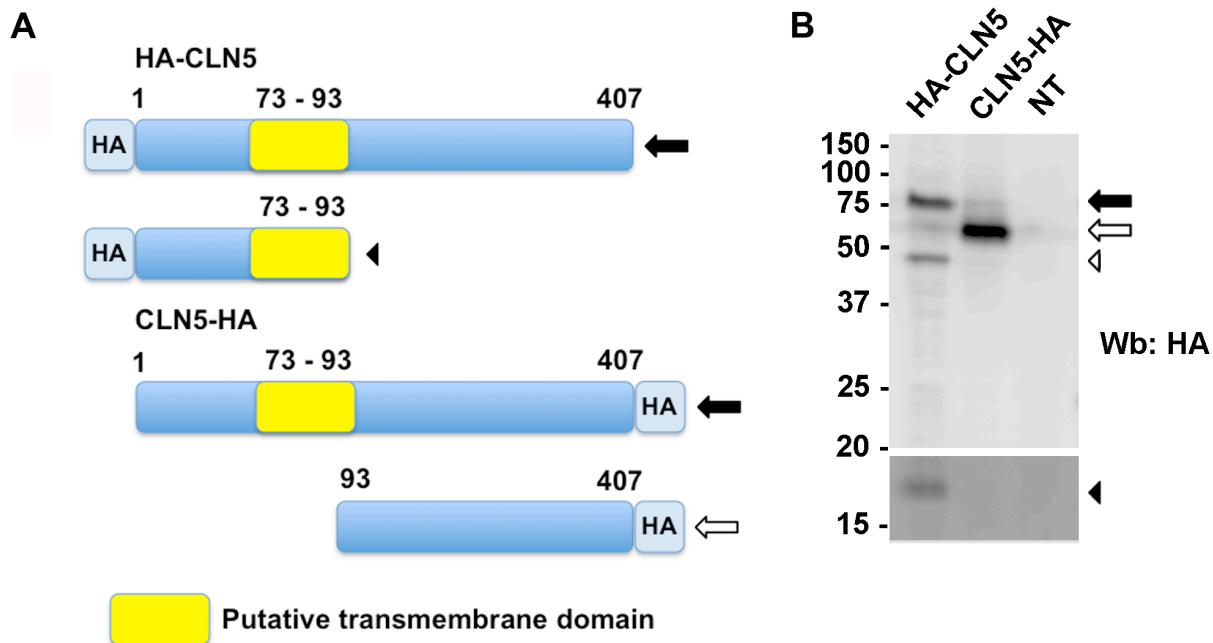 A
HA-CLN5
1 73 - 93 407
HA
73 - 93
HA
CLN5-HA
1 73 - 93 407
HA
93 407
HA
Putative transmembrane domain
B
HA-CLN5 CLN5-HA NT
150 -
100 -
75 -
50 -
37 -
25 -
20 -
15 -
Wb: HA